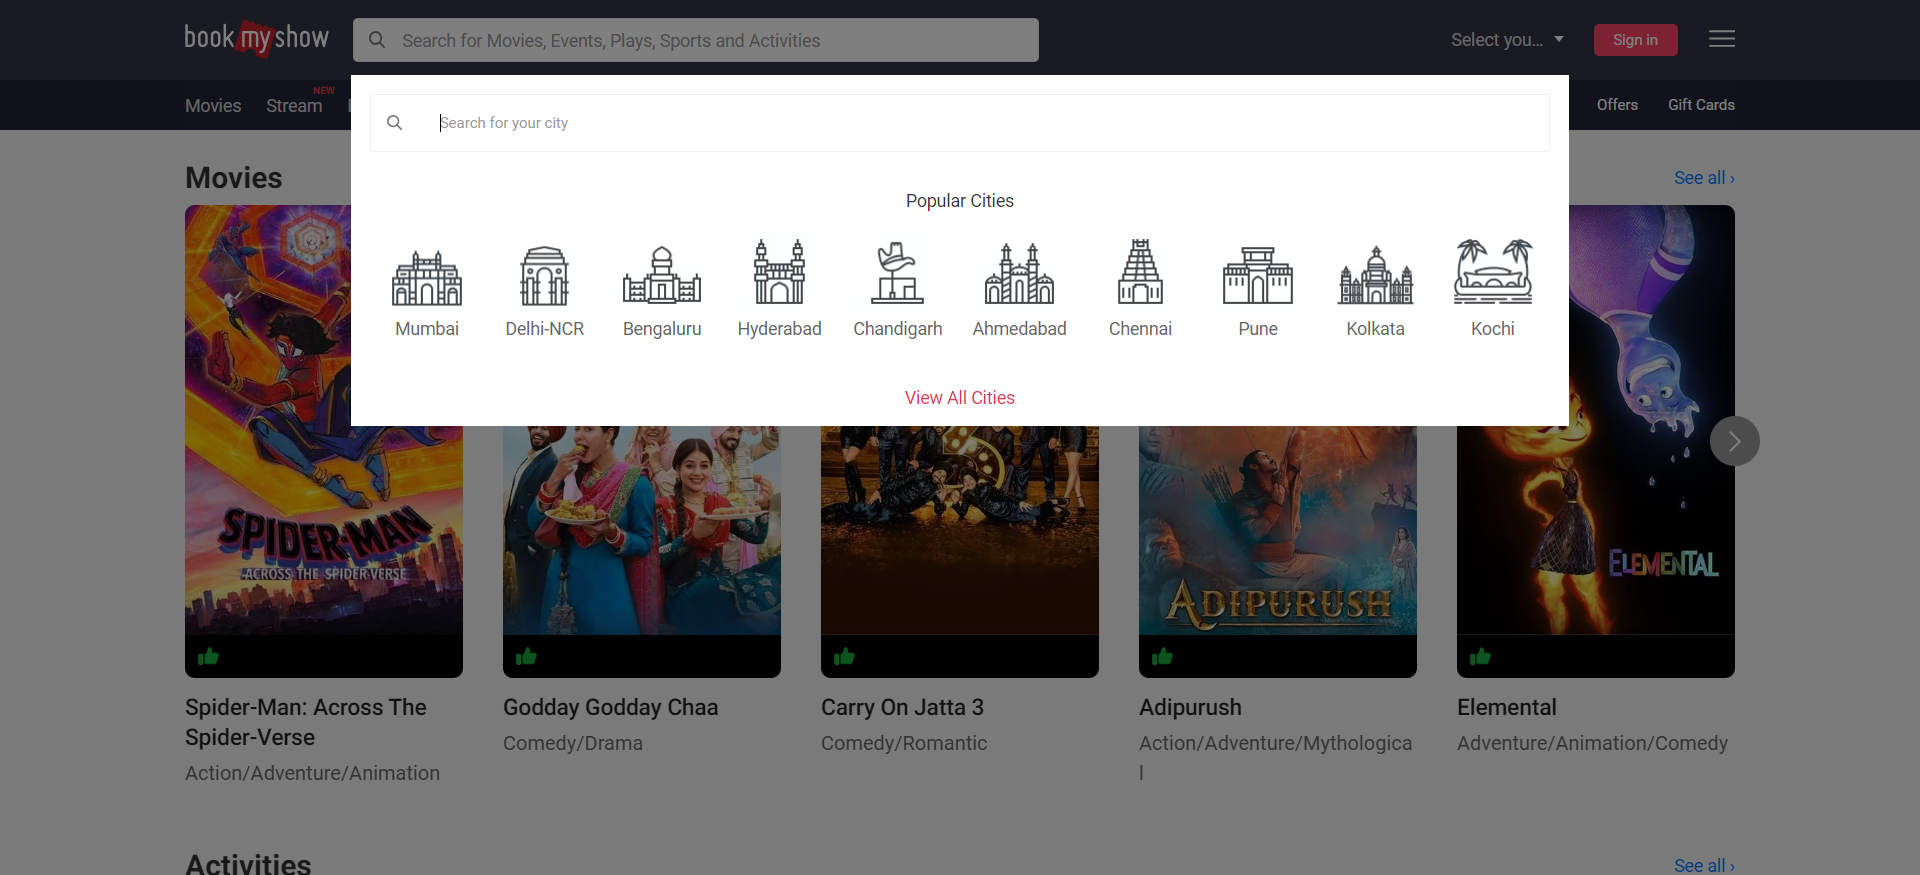 book my show
Search for Movies, Events, Plays, Sports and Activities
Select you...
Sign in
Movies
Stream
NEW
Offers
Gift Cards
Search for your city
Popular Cities
Mumbai
Delhi-NCR
Bengaluru
Hyderabad
Chandigarh
Ahmedabad
Chennai
Pune
Kolkata
Kochi
View All Cities
Movies
See all ›
SPIDER-MAN
ACROSS THE SPIDER-VERSE
3
ADIPURUSH
ELEMENTAL
Spider-Man: Across The
Spider-Verse
Action/Adventure/Animation
Godday Godday Chaa
Comedy/Drama
Carry On Jatta 3
Comedy/Romantic
Adipurush
Action/Adventure/Mythologica
l
Elemental
Adventure/Animation/Comedy
Activities
See all ›